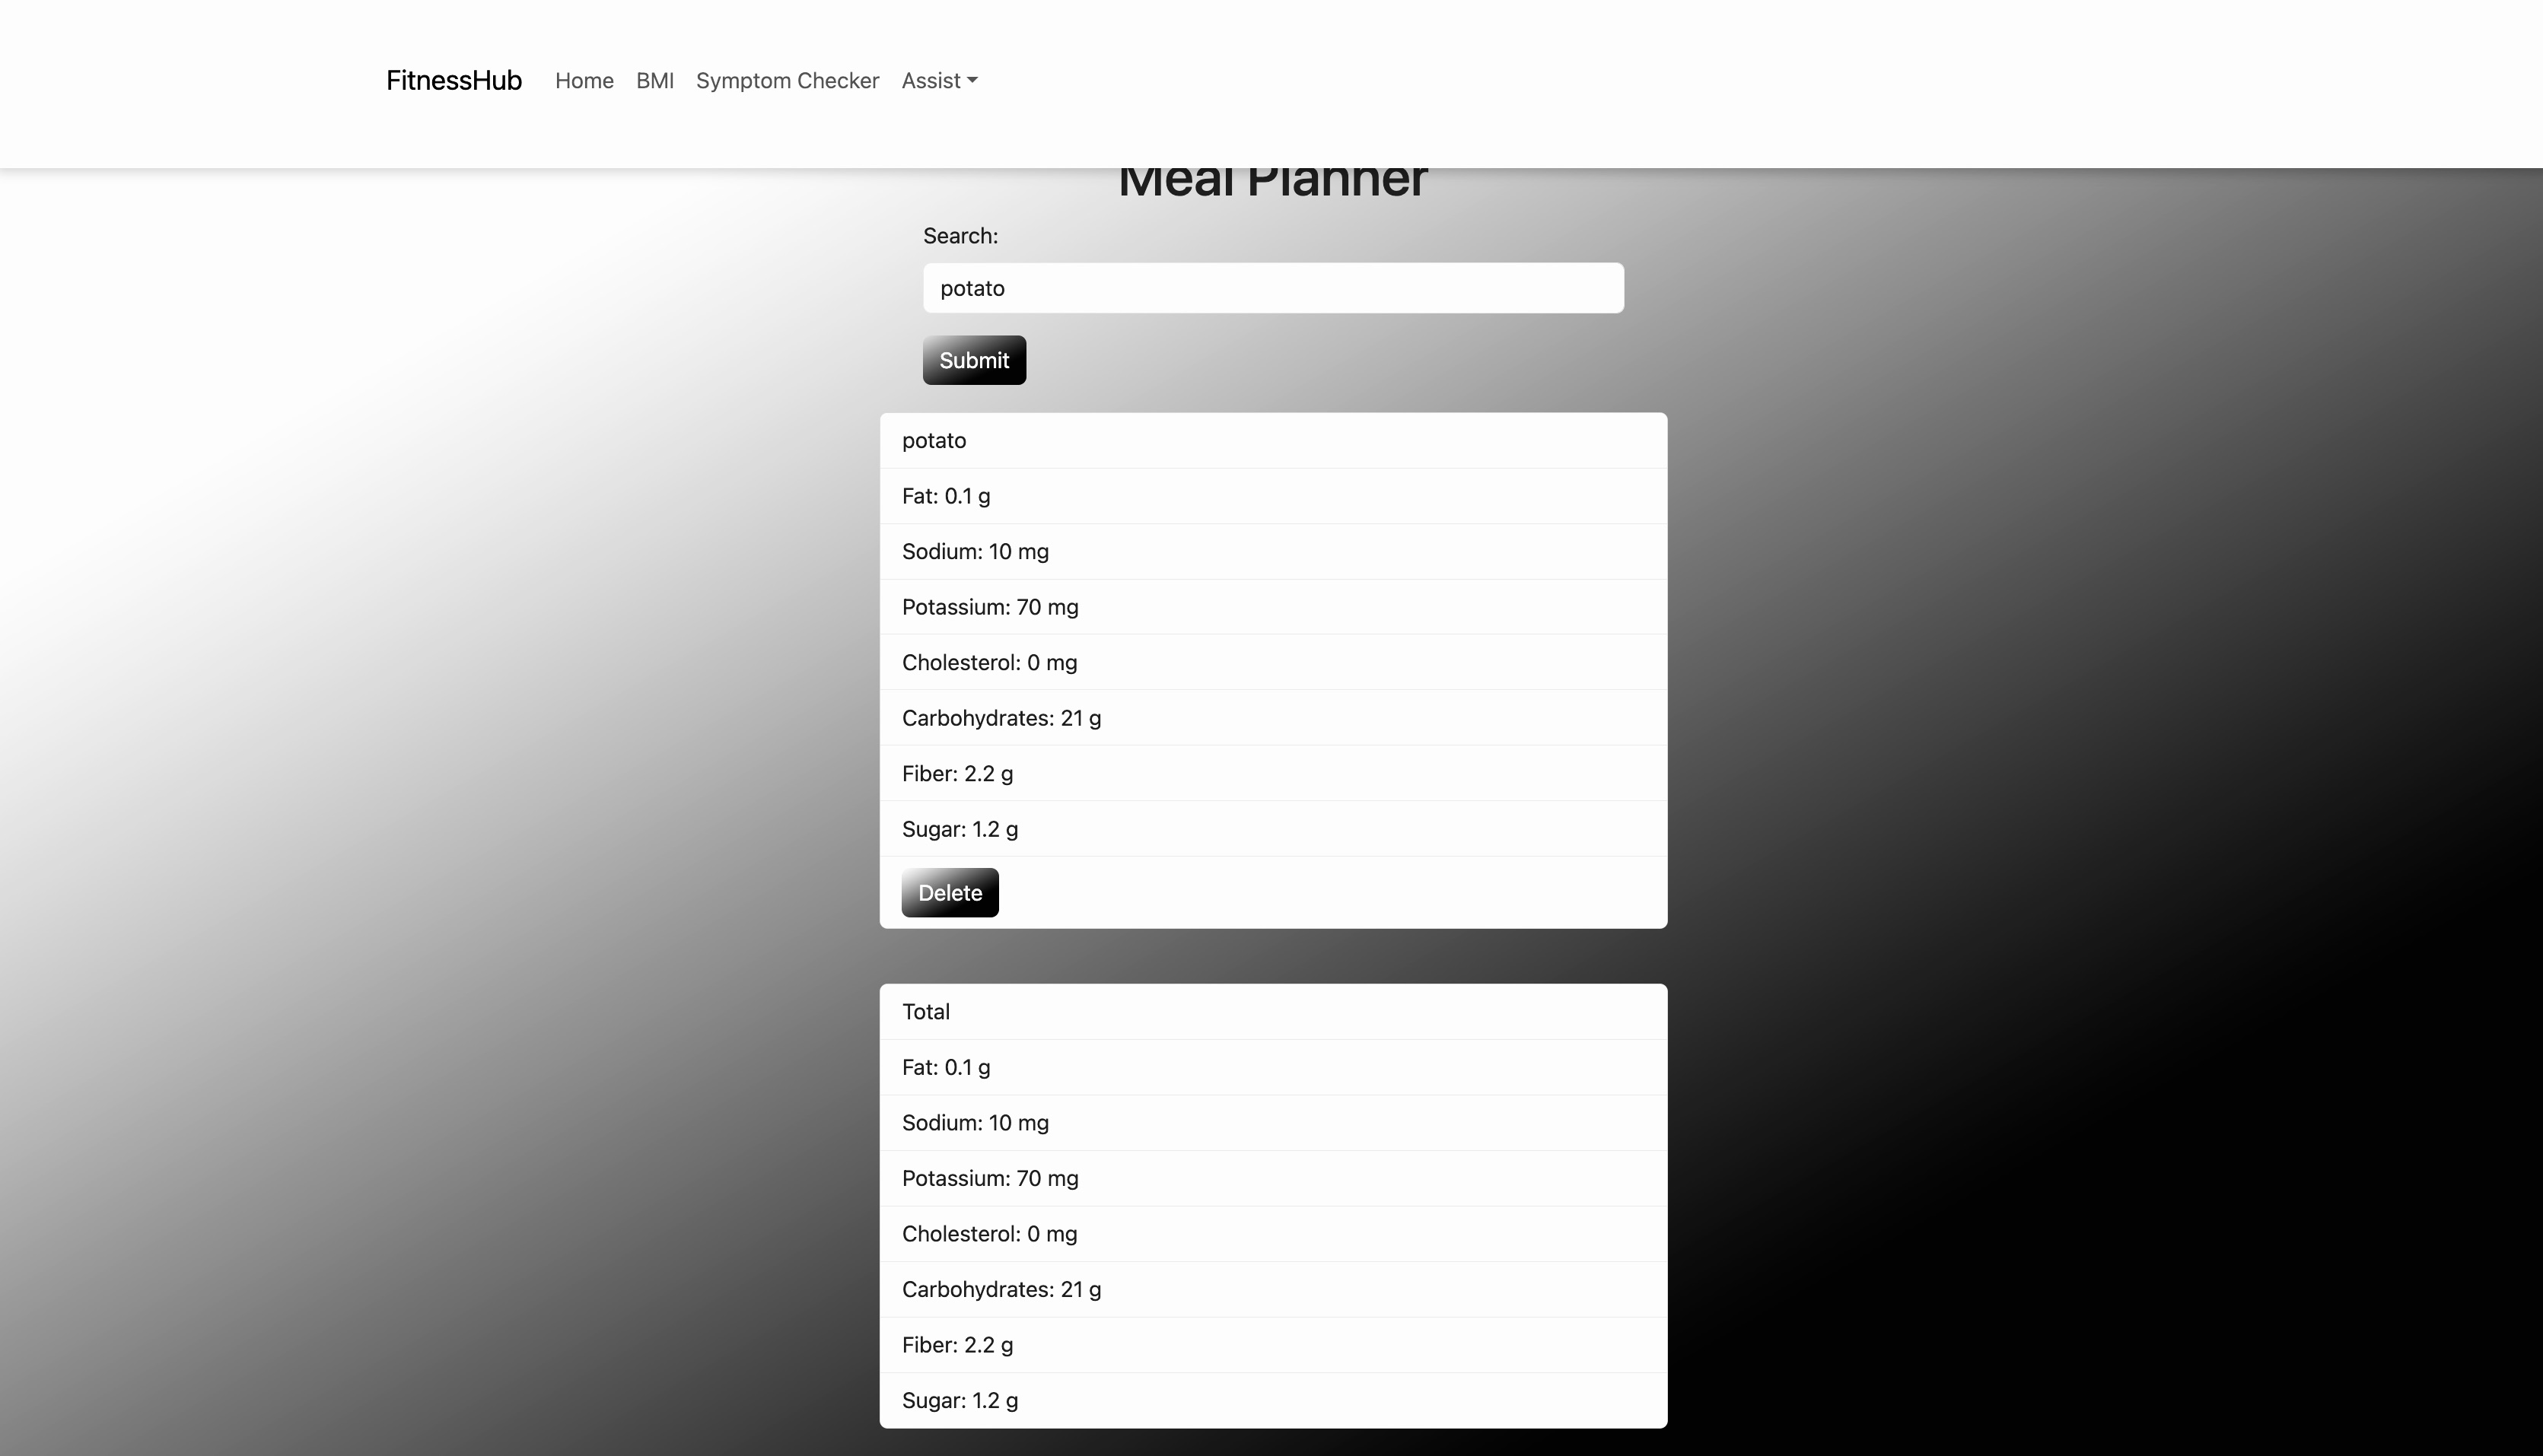 FitnessHub Home BMI Symptom Checker Assist
Meal Planner
Search:
potato
Submit
potato
Fat: 0.1 g
Sodium: 10 mg
Potassium: 70 mg
Cholesterol: 0 mg
Carbohydrates: 21 g
Fiber: 2.2 g
Sugar: 1.2 g
Delete
Total
Fat: 0.1 g
Sodium: 10 mg
Potassium: 70 mg
Cholesterol: 0 mg
Carbohydrates: 21 g
Fiber: 2.2 g
Sugar: 1.2 g